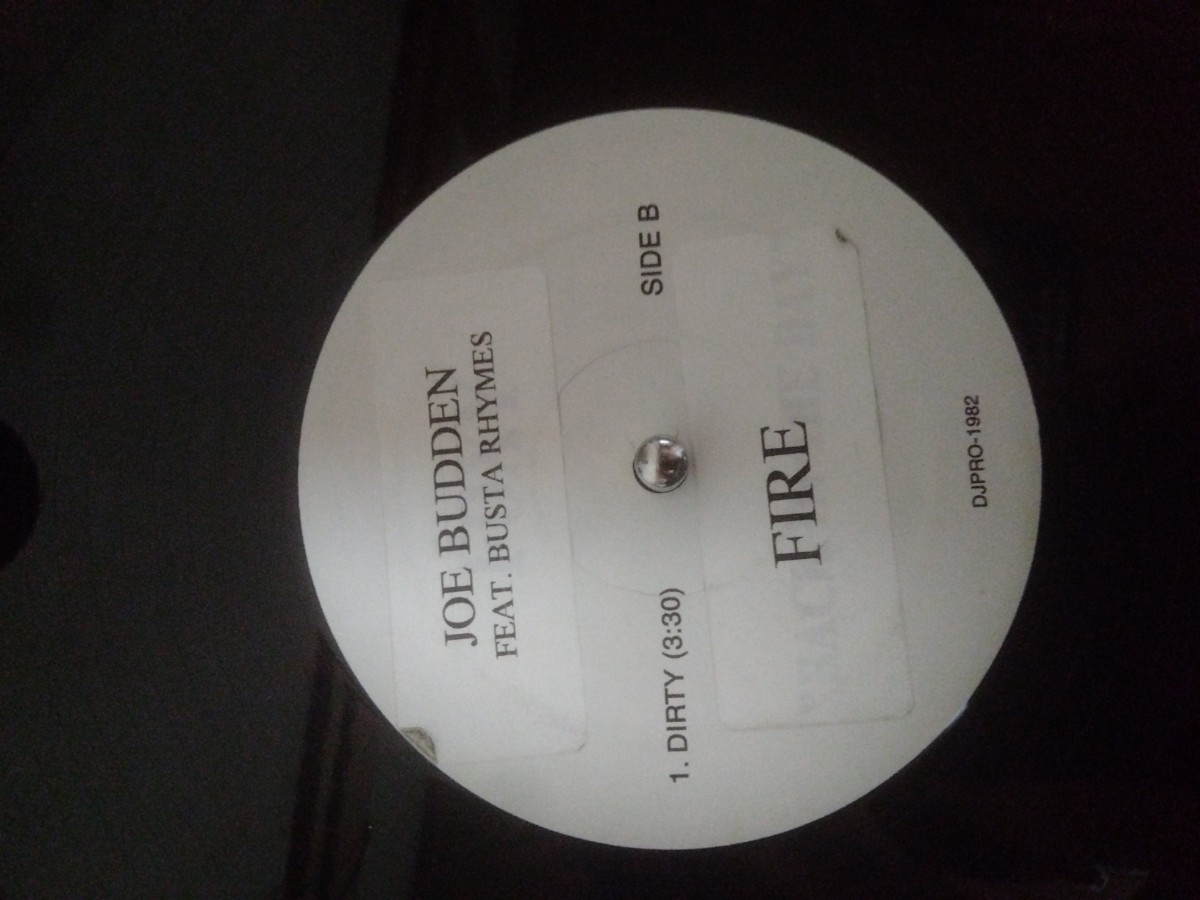 JOE BUDDEN
FEAT. BUSTA RHYMES
1. DIRTY (3:30)
SIDE B
FIRE
DJPRO-1982